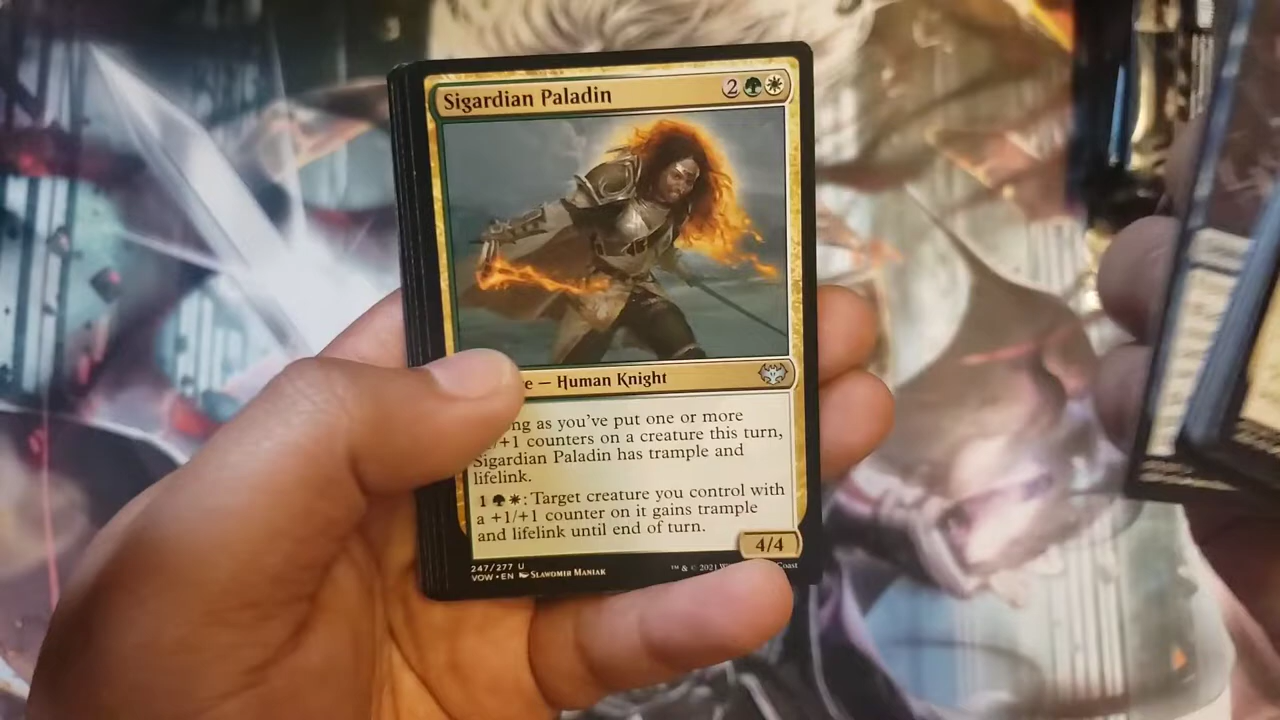 Sigardian Paladin 2
e — Human Knight
ng as you've put one or more
/+1 counters on a creature this turn,
Sigardian Paladin has trample and
lifelink.
1 : Target creature you control with
a +1/+1 counter on it gains trample
and lifelink until end of turn.
4/4
247/277 U
VOW • EN Slawomir Maniak
™ & © 2021 W Coast